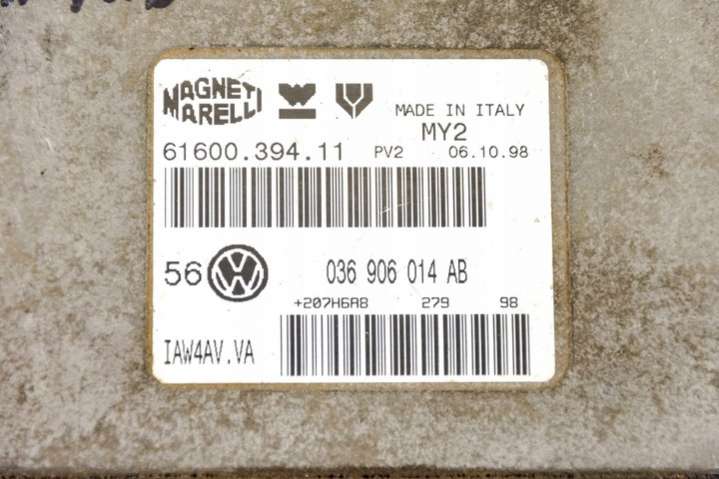 MAGNETI
MARELLI
MADE IN ITALY
MY2
61600.394.11 PV2 06.10.98
56 VW 036 906 014 AB
+207H6A8 279 98
IAW4AV.VA